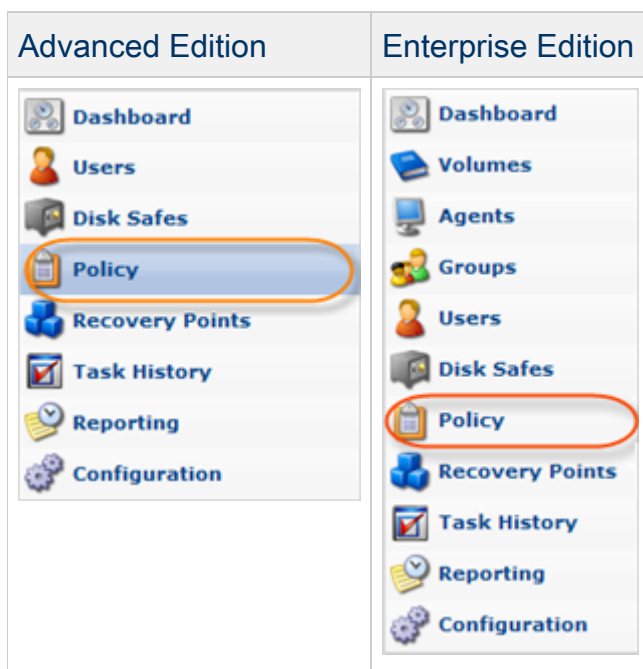 Advanced Edition
Enterprise Edition
Dashboard
Users
Disk Safes
Policy
Recovery Points
Task History
Reporting
Configuration
Dashboard
Volumes
Agents
Groups
Users
Disk Safes
Policy
Recovery Points
Task History
Reporting
Configuration